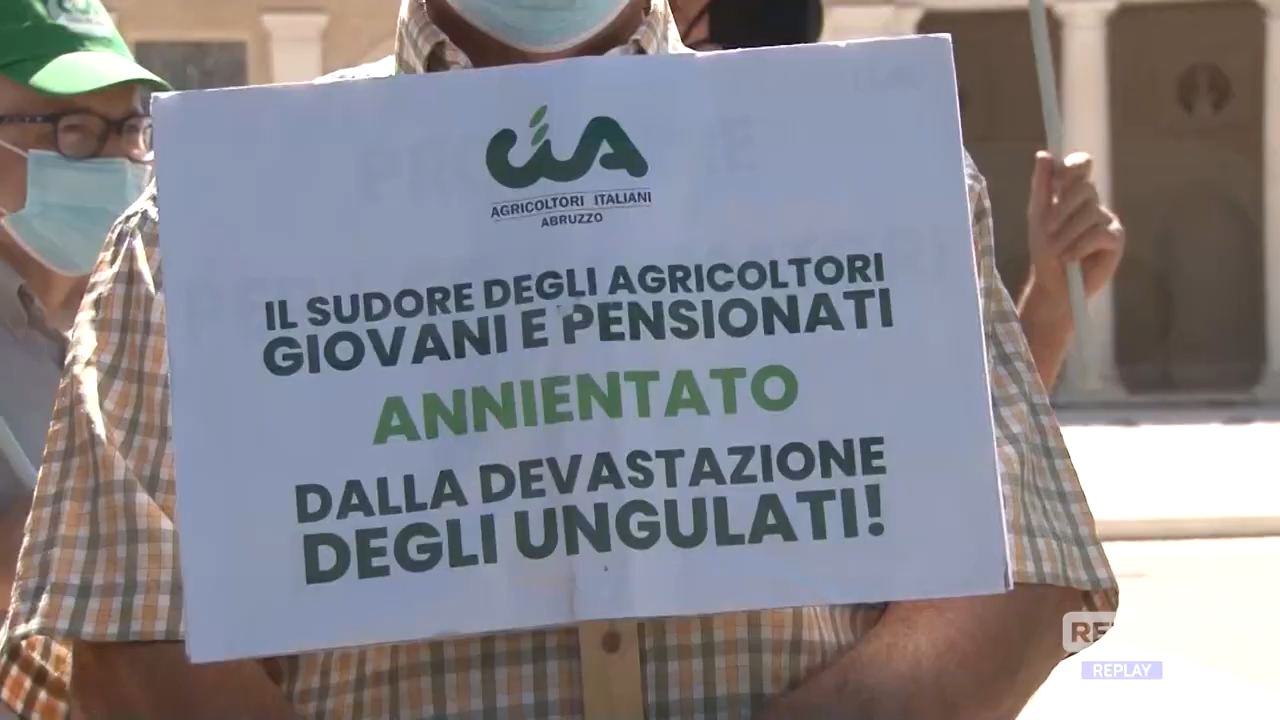 CIA
AGRICOLTORI ITALIANI
ABRUZZO
IL SUDORE DEGLI AGRICOLTORI
GIOVANI E PENSIONATI
ANNIENTATO
DALLA DEVASTAZIONE
DEGLI UNGULATI!
REPLAY